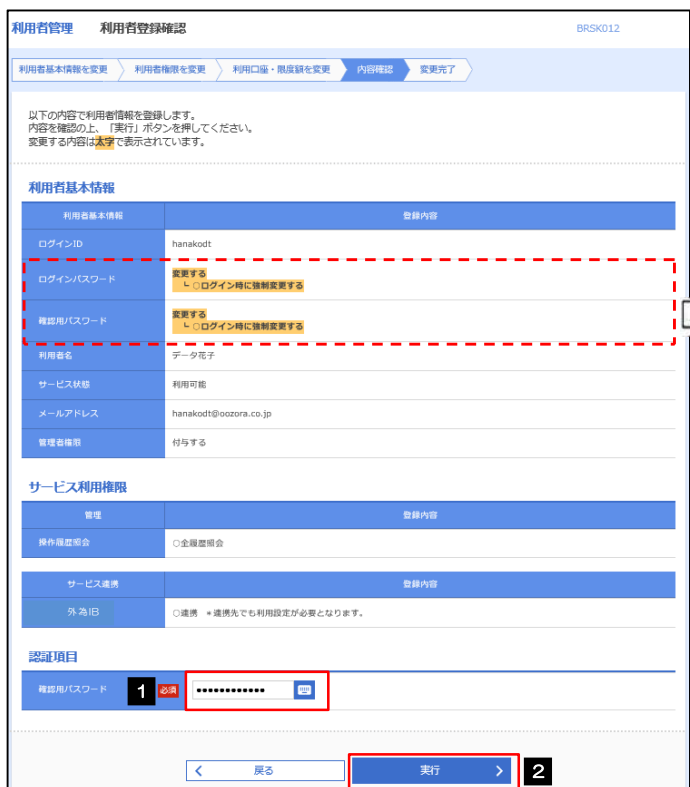 利用者管理 利用者登録確認 BRSK012
利用者基本情報を変更 利用者権限を変更 利用口座・限度額を変更 内容確認 変更完了
以下の内容で利用者情報を登録します。
内容を確認の上、「実行」ボタンを押してください。
変更する内容は太字で表示されています。
利用者基本情報
利用者基本情報 登録内容
ログインID hanakodt
ログインパスワード 変更する
└ ○ログイン時に強制変更する
確認用パスワード 変更する
└ ○ログイン時に強制変更する
利用者名 データ花子
サービス状態 利用可能
メールアドレス hanakodt@oozora.co.jp
管理者権限 付与する
サービス利用権限
管理 登録内容
操作履歴照会 ○全履歴照会
サービス連携 登録内容
外為IB ○連携 *連携先でも利用設定が必要となります。
認証項目
確認用パスワード 1 必須 ••••••••••••
戻る 実行 2